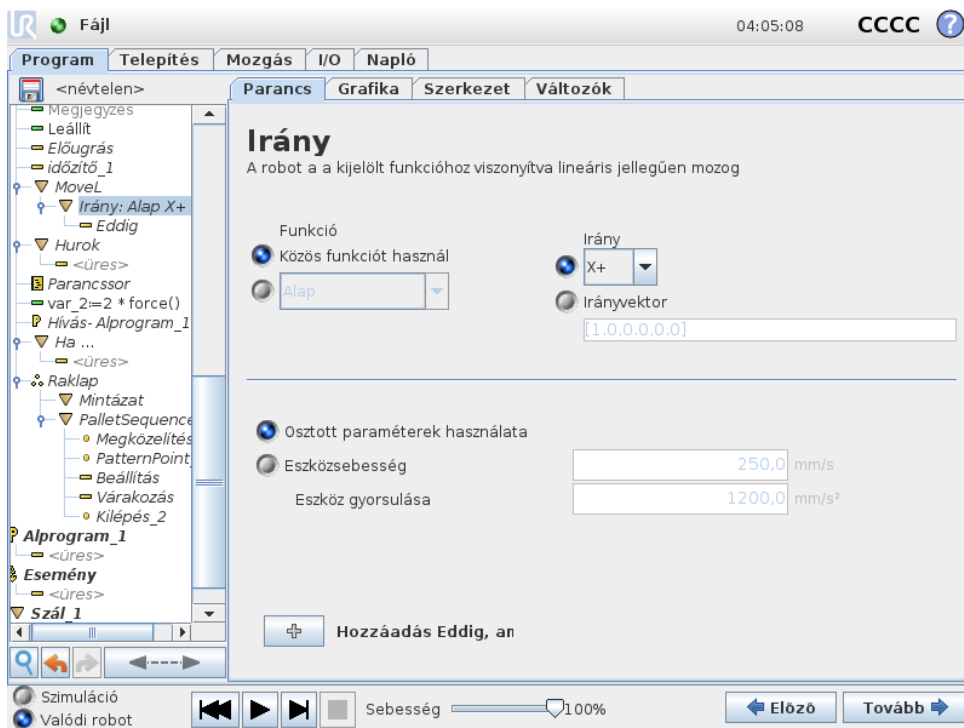 UR Fájl 04:05:08 CCCC ?
Program Telepítés Mozgás I/O Napló
<névtelen>
Parancs Grafika Szerkezet Változók
Megjegyzés
Leállít
Előugrás
időzítő_1
MoveL
Irány: Alap X+
Eddig
Hurok
<üres>
Parancssor
var_2:=2 * force()
Hívás- Alprogram_1
Ha ...
<üres>
Raklap
Mintázat
PalletSequence
Megközelítés
PatternPoint
Beállítás
Várakozás
Kilépés_2
Alprogram_1
<üres>
Esemény
<üres>
Szál_1
Irány
A robot a a kijelölt funkcióhoz viszonyítva lineáris jellegűen mozog
Funkció
Közös funkciót használ
Alap
Irány
X+
Irányvektor
[1.0,0.0,0.0]
Osztott paraméterek használata
Eszközsebesség 250,0 mm/s
Eszköz gyorsulása 1200,0 mm/s²
Hozzáadás Eddig, an
Szimuláció
Valódi robot
Sebesség 100%
Előző
Tovább